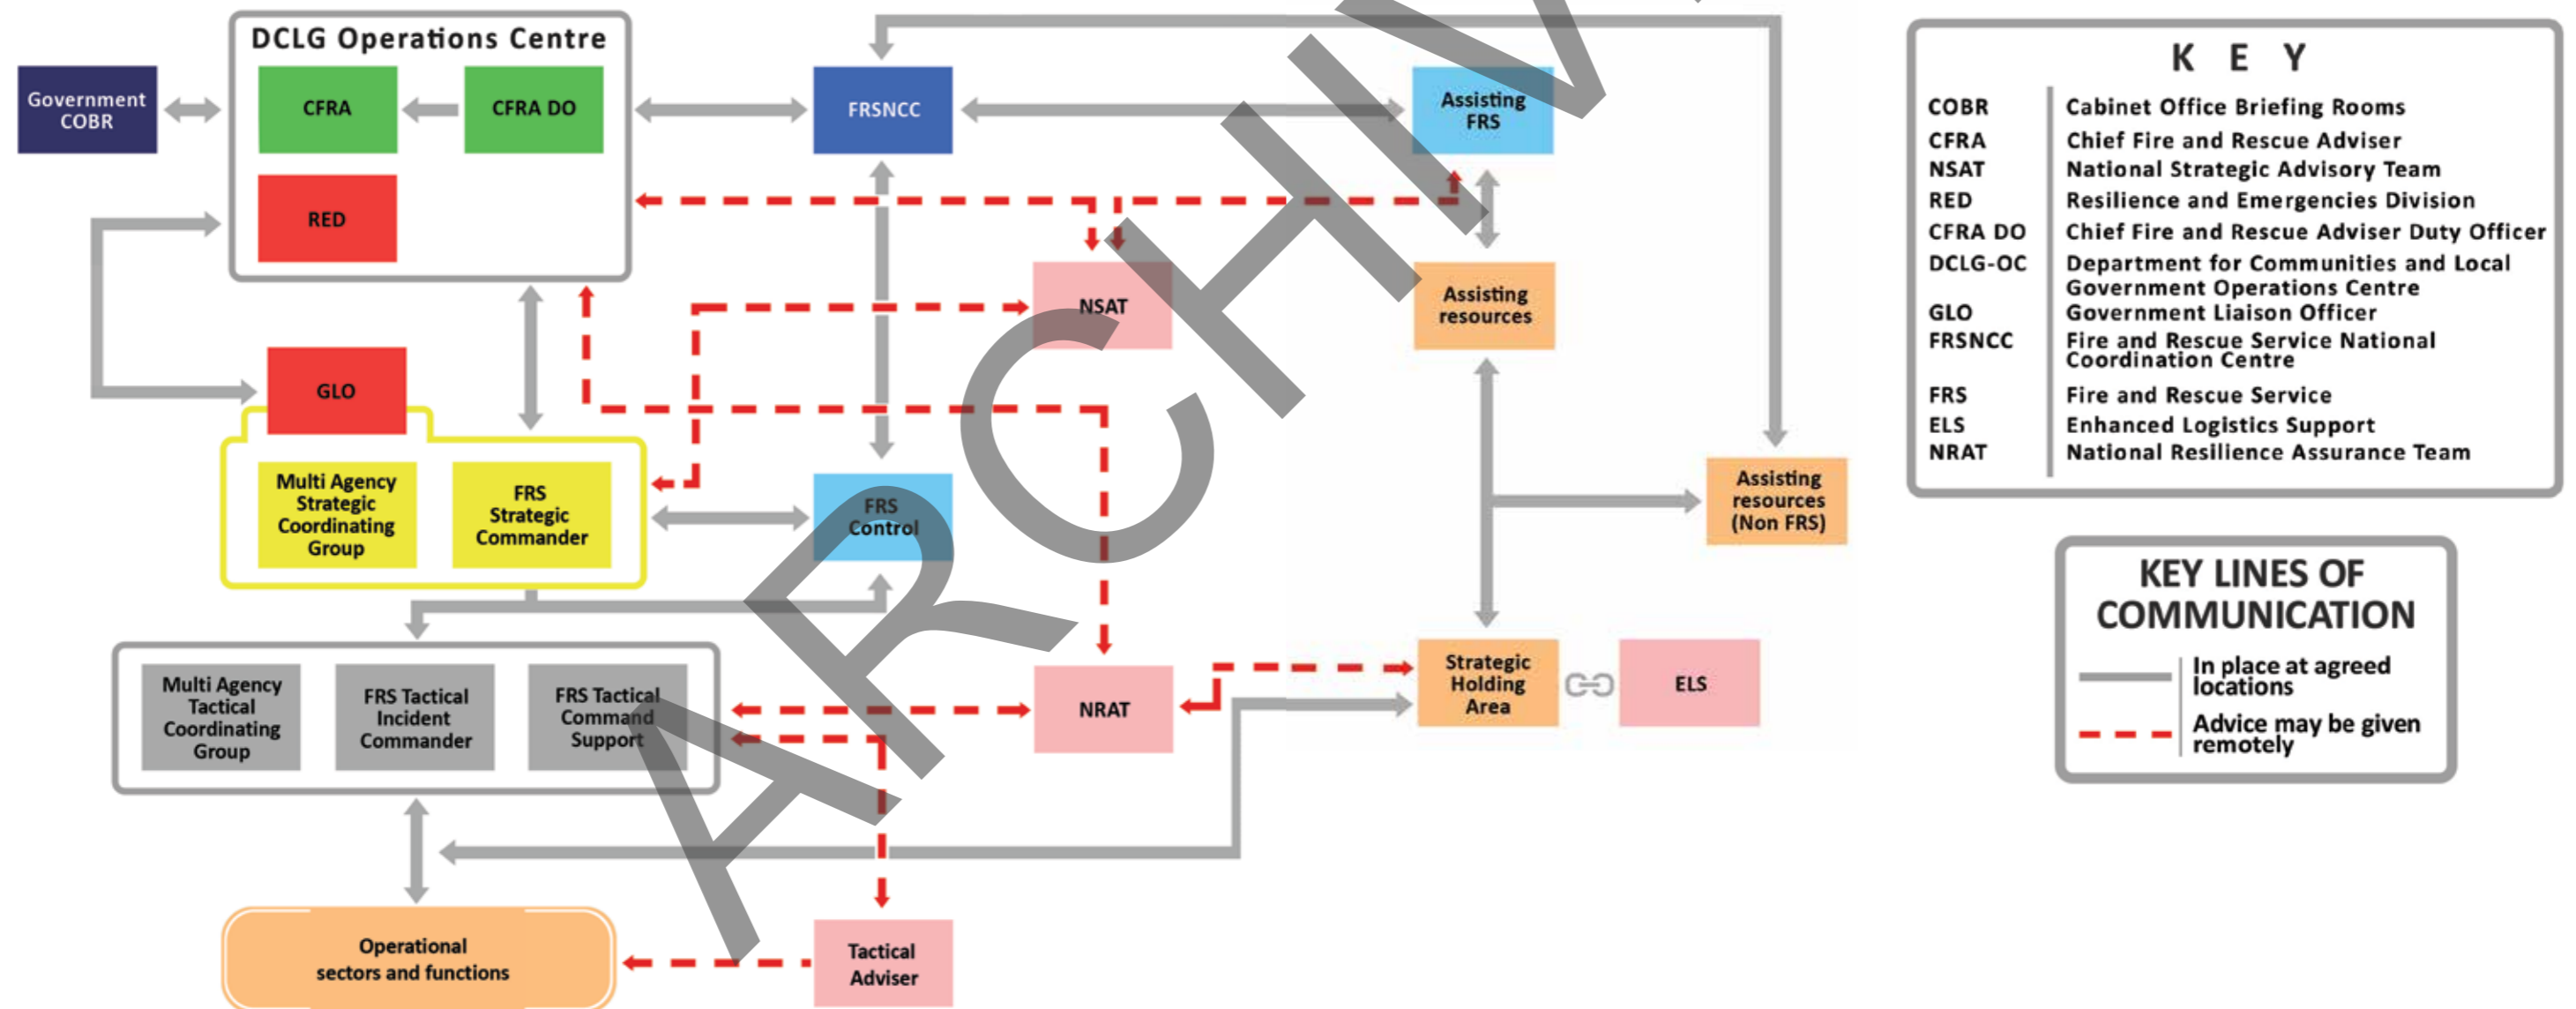 DCLG Operations Centre
Government
COBR
CFRA
CFRA DO
RED
FRSNCC
Assisting
FRS
NSAT
Assisting
resources
GLO
Multi Agency
Strategic
Coordinating
Group
FRS
Strategic
Commander
FRS
Control
Assisting
resources
(Non FRS)
Multi Agency
Tactical
Coordinating
Group
FRS Tactical
Incident
Commander
FRS Tactical
Command
Support
NRAT
Strategic
Holding
Area
ELS
Operational
sectors and functions
Tactical
Adviser
K E Y
COBR Cabinet Office Briefing Rooms
CFRA Chief Fire and Rescue Adviser
NSAT National Strategic Advisory Team
RED Resilience and Emergencies Division
CFRA DO Chief Fire and Rescue Adviser Duty Officer
DCLG-OC Department for Communities and Local
Government Operations Centre
GLO Government Liaison Officer
FRSNCC Fire and Rescue Service National
Coordination Centre
FRS Fire and Rescue Service
ELS Enhanced Logistics Support
NRAT National Resilience Assurance Team
KEY LINES OF
COMMUNICATION
In place at agreed
locations
Advice may be given
remotely